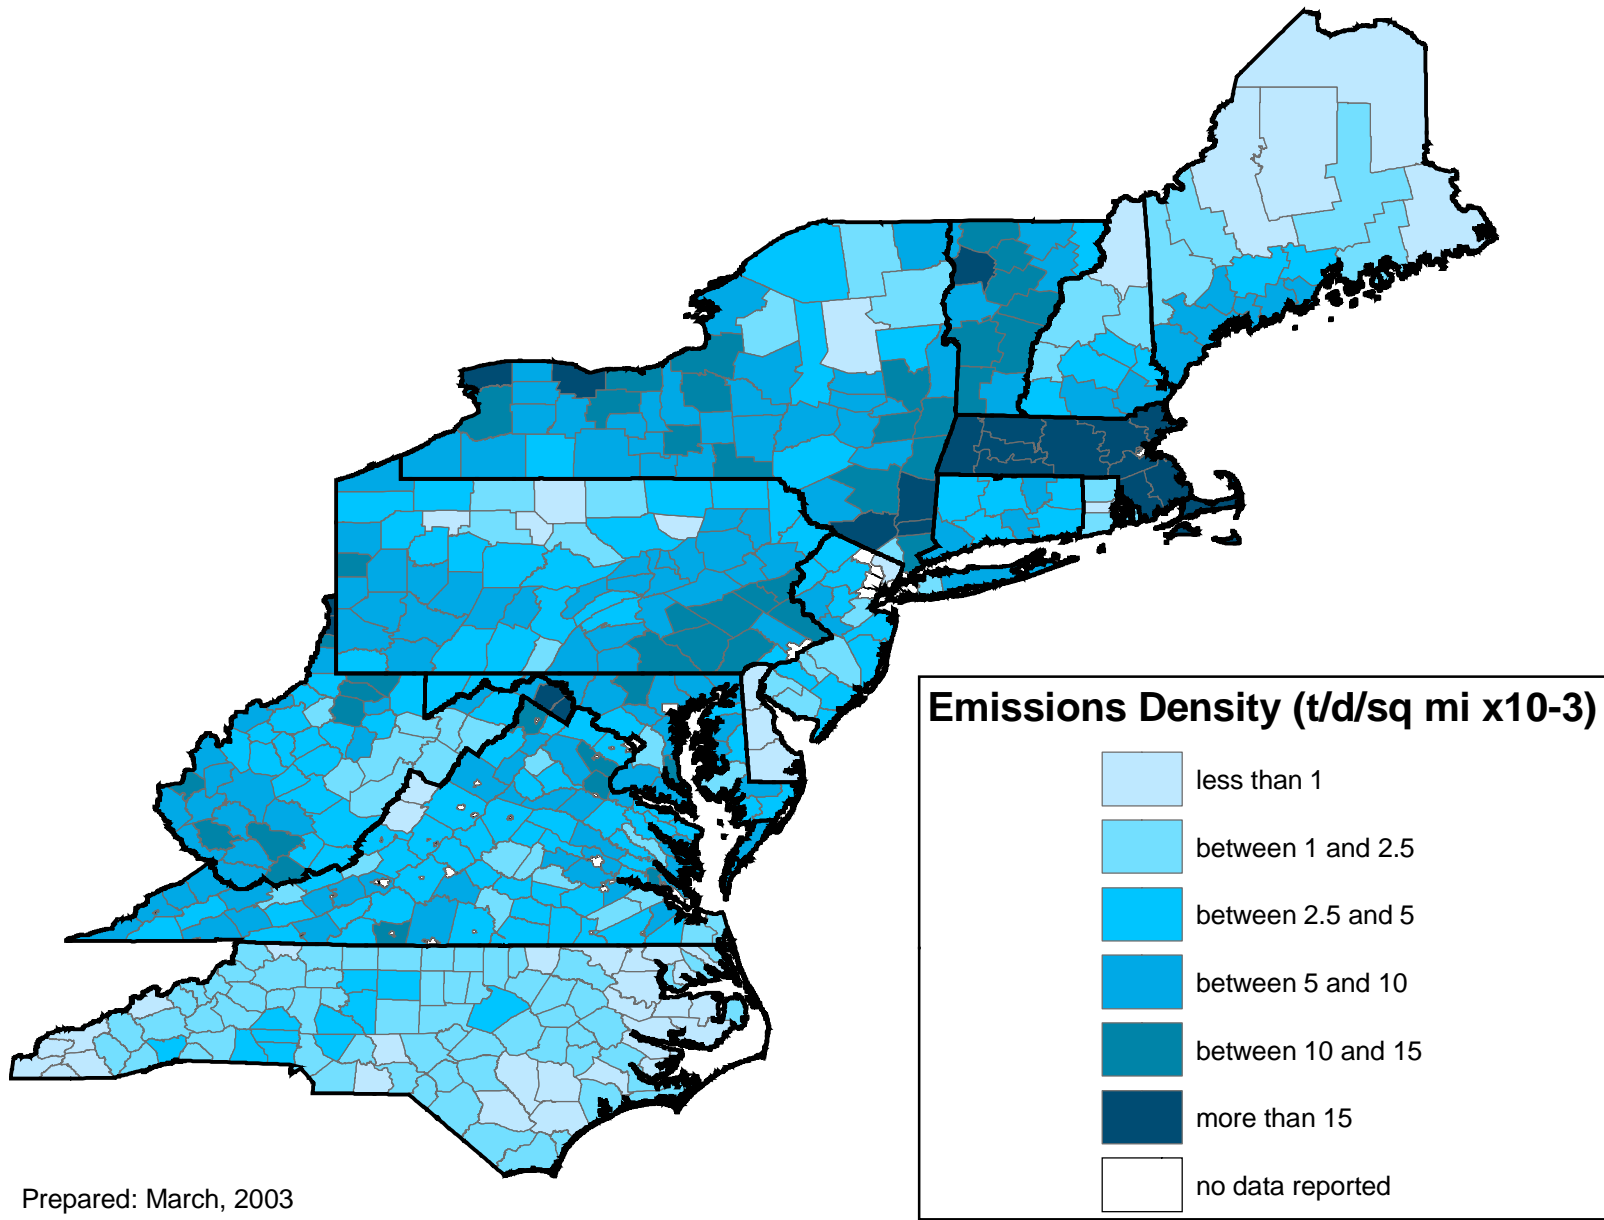 Emissions Density (t/d/sq mi x10-3)
less than 1
between 1 and 2.5
between 2.5 and 5
between 5 and 10
between 10 and 15
more than 15
no data reported
Prepared: March, 2003